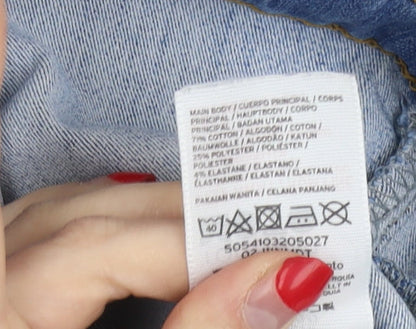 MAIN BODY / CUERPO PRINCIPAL / CORPS
PRINCIPAL / HAUPTBODY / CORPO
PRINCIPAL / BADAN UTAMA
71% COTTON / ALGODÓN / COTON /
BAUMWOLLE / ALGODÃO / KATUN
25% POLYESTER / POLIÉSTER /
POLIESTER
4% ELASTANE / ELASTANO /
ÉLASTHANNE / ELASTAN / ELASTANA
PAKAIAN WANITA / CELANA PANJANG
40
5054103205027
02